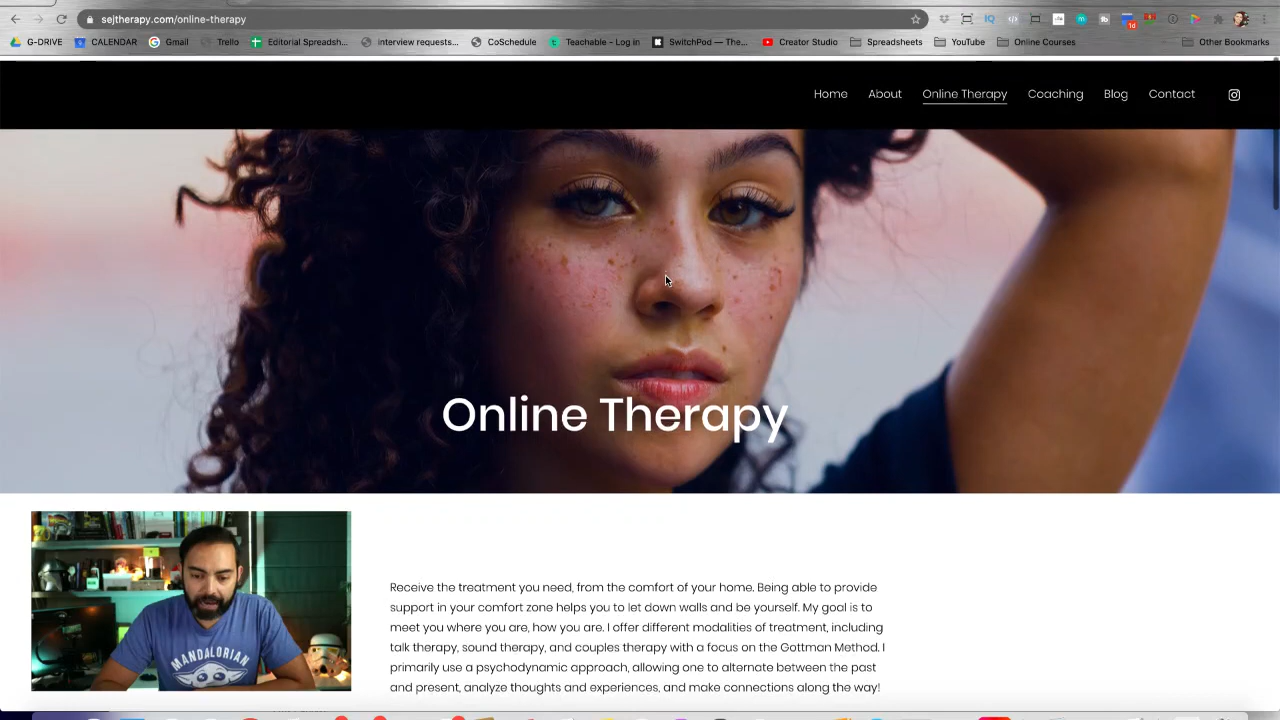 sejtherapy.com/online-therapy
G-DRIVE CALENDAR Gmail Trello Editorial Spreadsh... interview requests... CoSchedule Teachable - Log in SwitchPod — The... Creator Studio Spreadsheets YouTube Online Courses Other Bookmarks
Home About Online Therapy Coaching Blog Contact
Online Therapy
Receive the treatment you need, from the comfort of your home. Being able to provide
support in your comfort zone helps you to let down walls and be yourself. My goal is to
meet you where you are, how you are. I offer different modalities of treatment, including
talk therapy, sound therapy, and couples therapy with a focus on the Gottman Method. I
primarily use a psychodynamic approach, allowing one to alternate between the past
and present, analyze thoughts and experiences, and make connections along the way!
MANDALORIAN